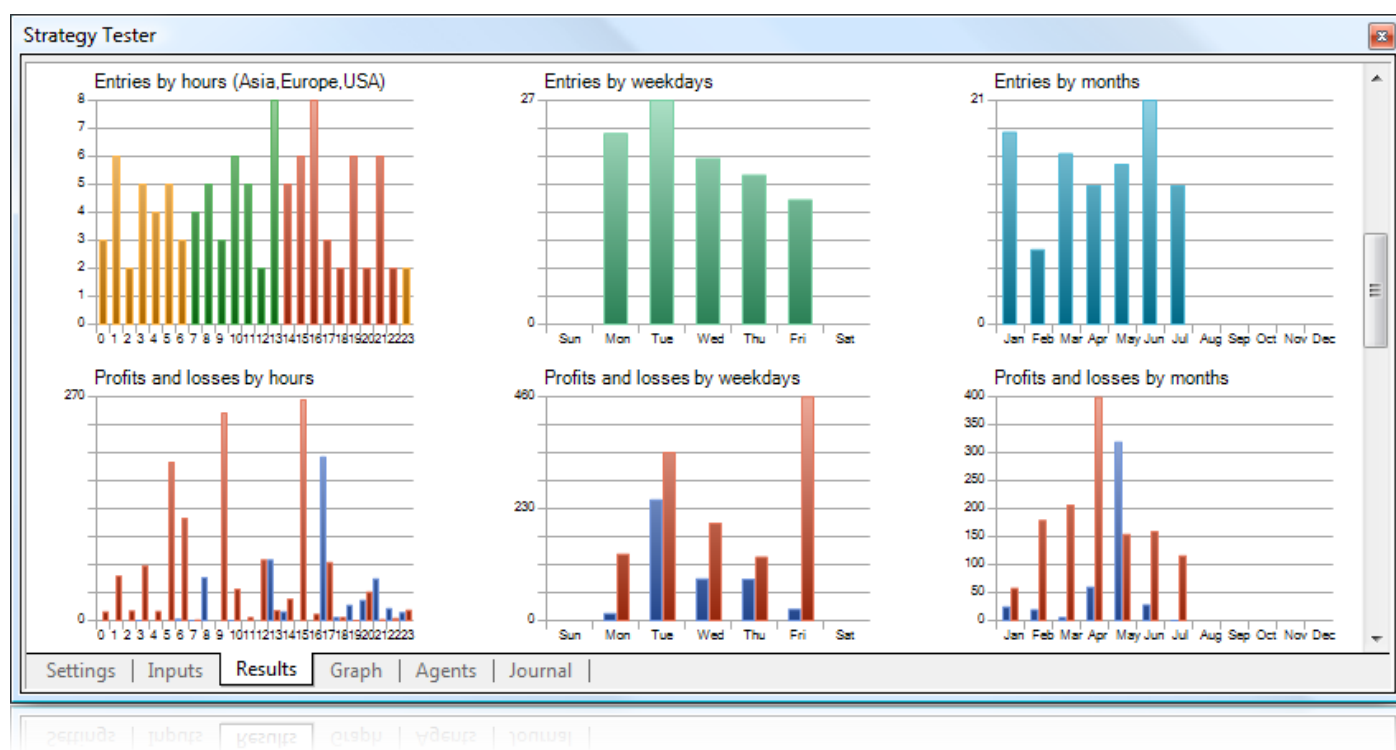 Strategy Tester
Entries by hours (Asia,Europe,USA)
8
7
6
5
4
3
2
1
0
0 1 2 3 4 5 6 7 8 9 10 11 12 13 14 15 16 17 18 19 20 21 22 23
Entries by weekdays
27
0
Sun Mon Tue Wed Thu Fri Sat
Entries by months
21
0
Jan Feb Mar Apr May Jun Jul Aug Sep Oct Nov Dec
Profits and losses by hours
270
0
0 1 2 3 4 5 6 7 8 9 10 11 12 13 14 15 16 17 18 19 20 21 22 23
Profits and losses by weekdays
460
230
0
Sun Mon Tue Wed Thu Fri Sat
Profits and losses by months
400
350
300
250
200
150
100
50
0
Jan Feb Mar Apr May Jun Jul Aug Sep Oct Nov Dec
Settings | Inputs | Results | Graph | Agents | Journal |